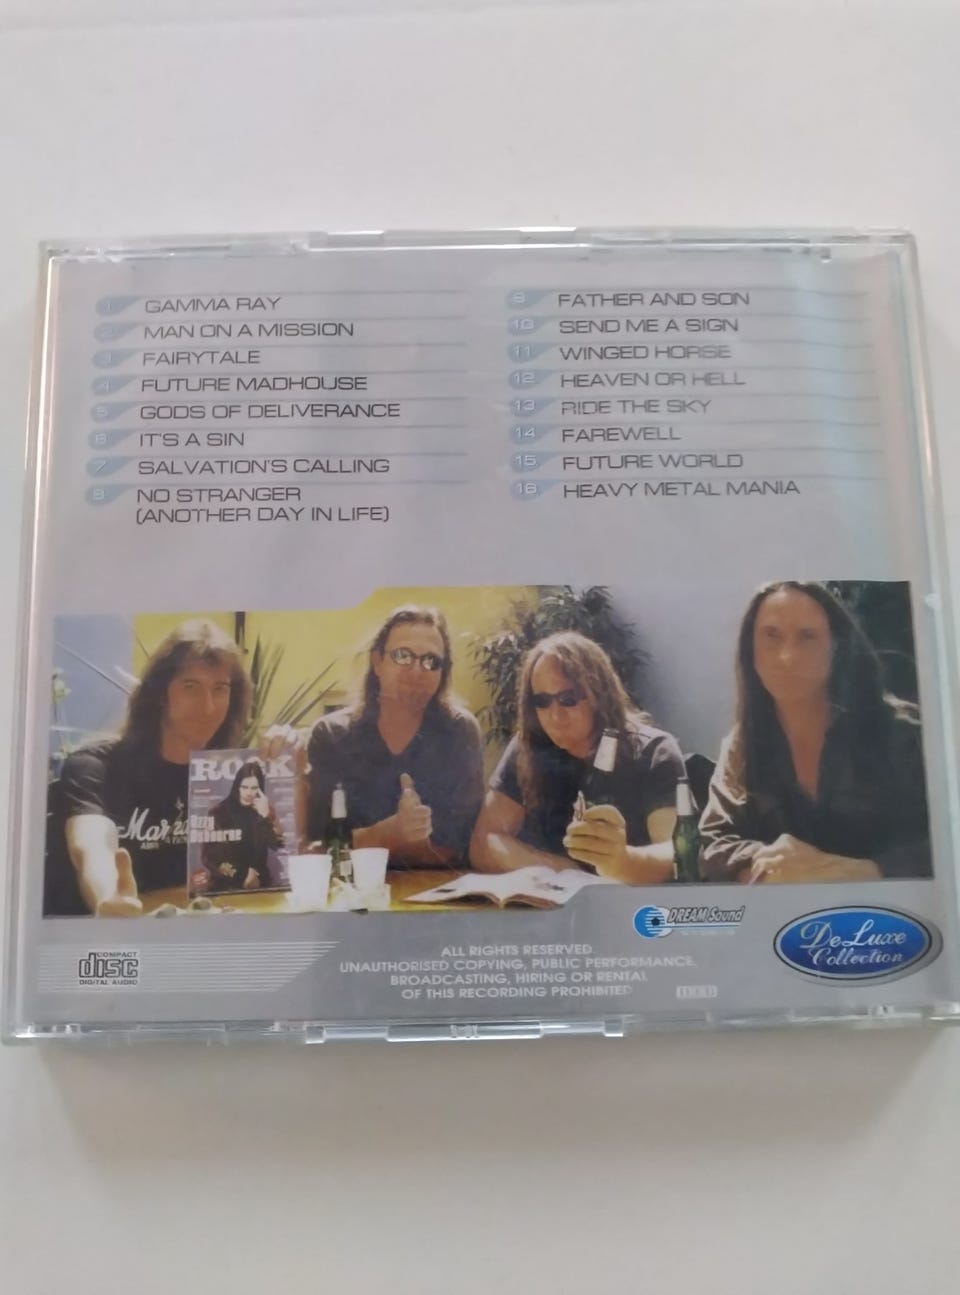 1 GAMMA RAY
2 MAN ON A MISSION
3 FAIRYTALE
4 FUTURE MADHOUSE
5 GODS OF DELIVERANCE
6 IT'S A SIN
7 SALVATION'S CALLING
8 NO STRANGER
(ANOTHER DAY IN LIFE)
9 FATHER AND SON
10 SEND ME A SIGN
11 WINGED HORSE
12 HEAVEN OR HELL
13 RIDE THE SKY
14 FAREWELL
15 FUTURE WORLD
16 HEAVY METAL MANIA
ROCK
Ozzy
Osbourne
COMPACT
disc
DIGITAL AUDIO
ALL RIGHTS RESERVED
UNAUTHORISED COPYING, PUBLIC PERFORMANCE,
BROADCASTING, HIRING OR RENTAL
OF THIS RECORDING PROHIBITED
DREAM Sound
De Luxe
Collection